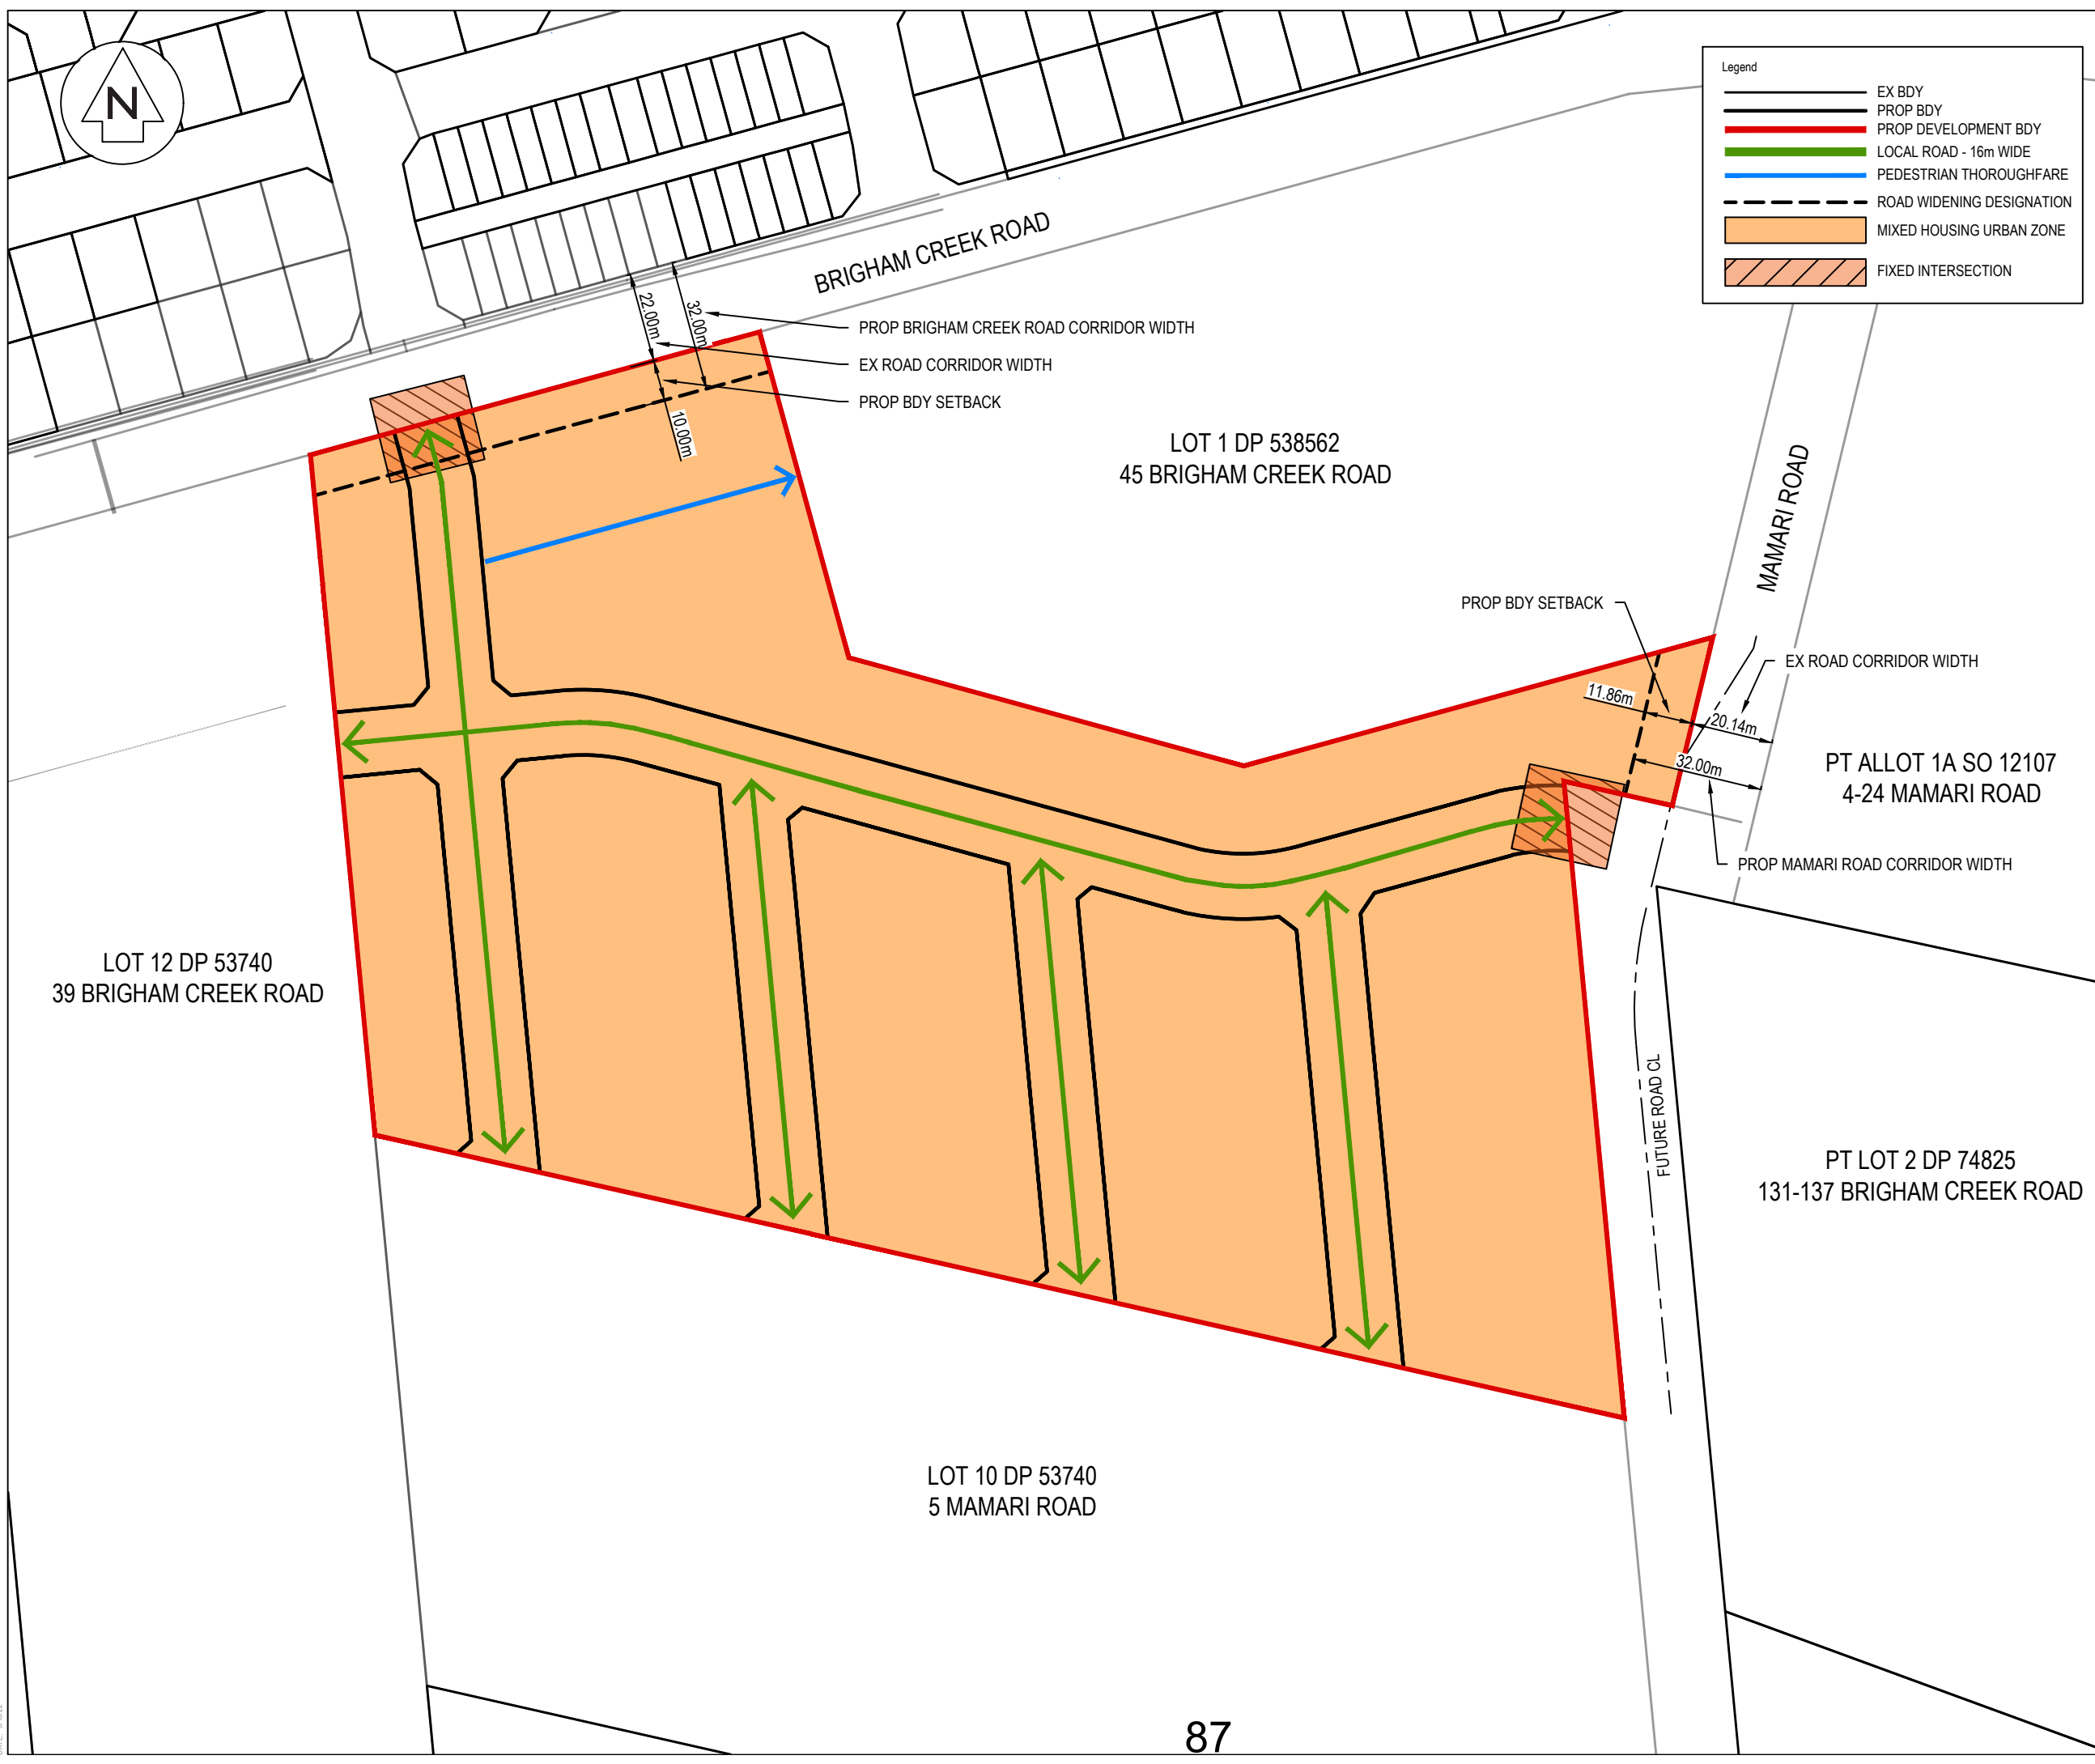 N
Legend
EX BDY
PROP BDY
PROP DEVELOPMENT BDY
LOCAL ROAD - 16m WIDE
PEDESTRIAN THOROUGHFARE
ROAD WIDENING DESIGNATION
MIXED HOUSING URBAN ZONE
FIXED INTERSECTION
BRIGHAM CREEK ROAD
22.00m
32.00m
PROP BRIGHAM CREEK ROAD CORRIDOR WIDTH
EX ROAD CORRIDOR WIDTH
PROP BDY SETBACK
10.00m
LOT 1 DP 538562
45 BRIGHAM CREEK ROAD
MAMARI ROAD
PROP BDY SETBACK
EX ROAD CORRIDOR WIDTH
11.86m
20.14m
32.00m
PT ALLOT 1A SO 12107
4-24 MAMARI ROAD
PROP MAMARI ROAD CORRIDOR WIDTH
LOT 12 DP 53740
39 BRIGHAM CREEK ROAD
FUTURE ROAD CL
PT LOT 2 DP 74825
131-137 BRIGHAM CREEK ROAD
LOT 10 DP 53740
5 MAMARI ROAD
87